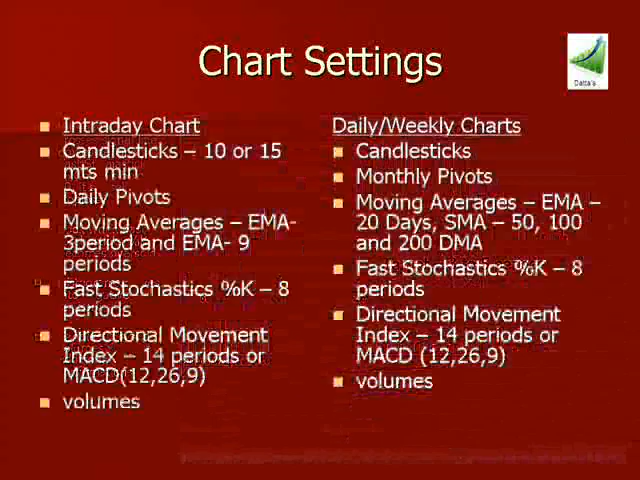 Chart Settings
Datta's
Intraday Chart
Candlesticks – 10 or 15
mts min
Daily Pivots
Moving Averages – EMA-
3period and EMA- 9
periods
Fast Stochastics %K – 8
periods
Directional Movement
Index – 14 periods or
MACD(12,26,9)
volumes
Daily/Weekly Charts
Candlesticks
Monthly Pivots
Moving Averages – EMA –
20 Days, SMA – 50, 100
and 200 DMA
Fast Stochastics %K – 8
periods
Directional Movement
Index – 14 periods or
MACD (12,26,9)
volumes